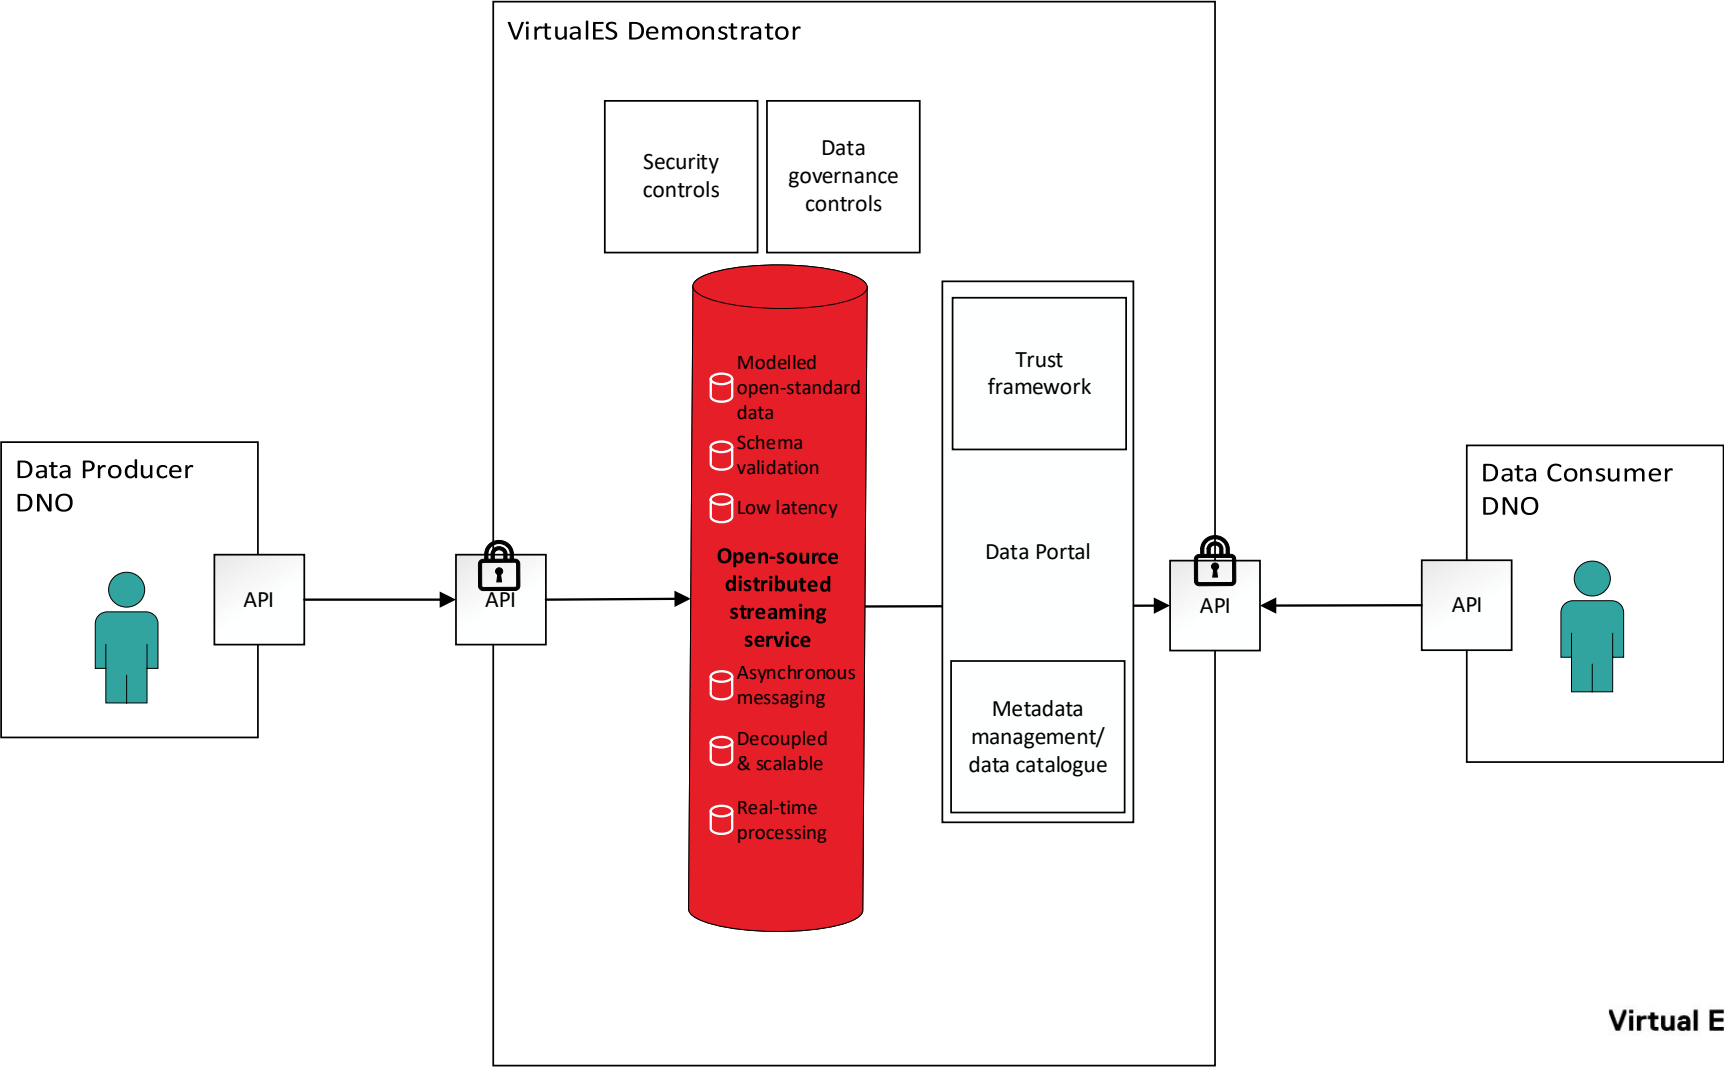 VirtualES Demonstrator
Security
controls
Data
governance
controls
Modelled
open-standard
data
Schema
validation
Low latency
Open-source
distributed
streaming
service
Asynchronous
messaging
Decoupled
& scalable
Real-time
processing
Trust
framework
Data Portal
Metadata
management/
data catalogue
Data Producer
DNO
API
API
API
API
Data Consumer
DNO
Virtual E